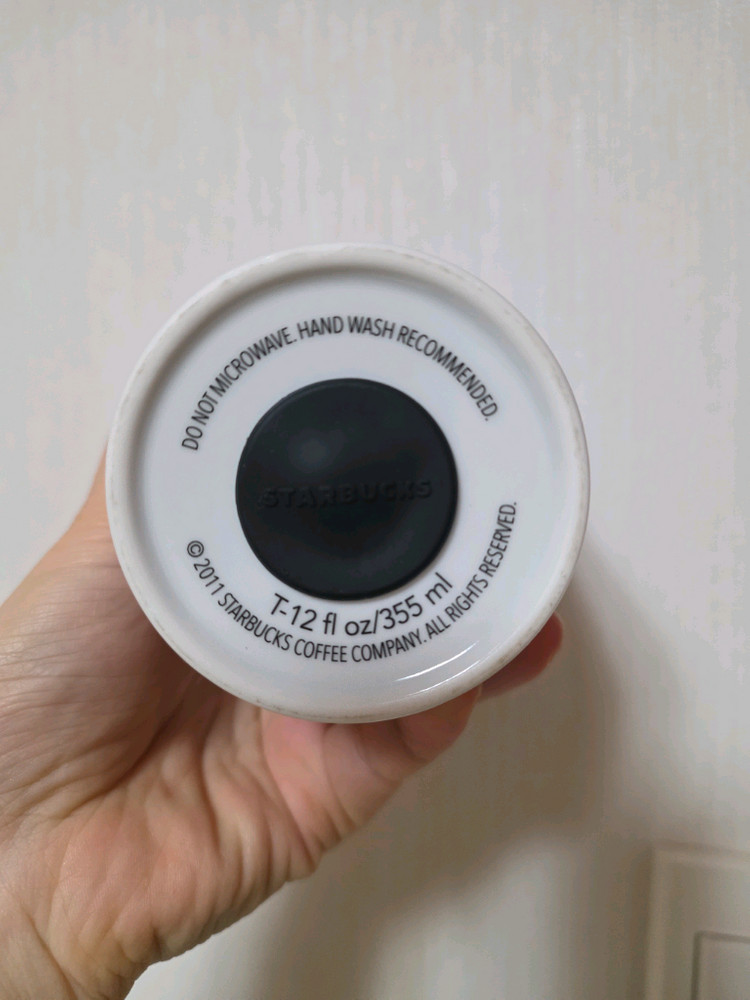 DO NOT MICROWAVE. HAND WASH RECOMMENDED.
STARBUCKS
T-12 fl oz/355 ml
©2011 STARBUCKS COFFEE COMPANY. ALL RIGHTS RESERVED.